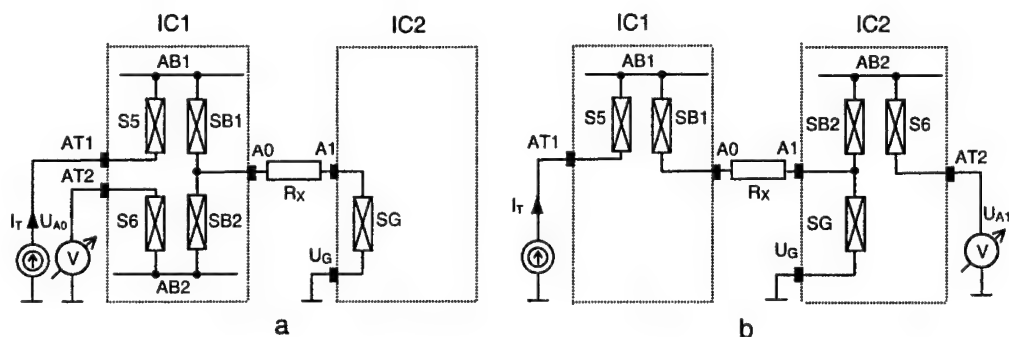 IC1
IC2
AB1
S5
SB1
AT1
A0
A1
AT2
RX
IT
UA0
S6
SB2
SG
V
UG
AB2
a
IC1
IC2
AB1
AB2
S5
SB1
SB2
S6
AT1
A0
A1
AT2
RX
IT
SG
UA1
UG
V
b